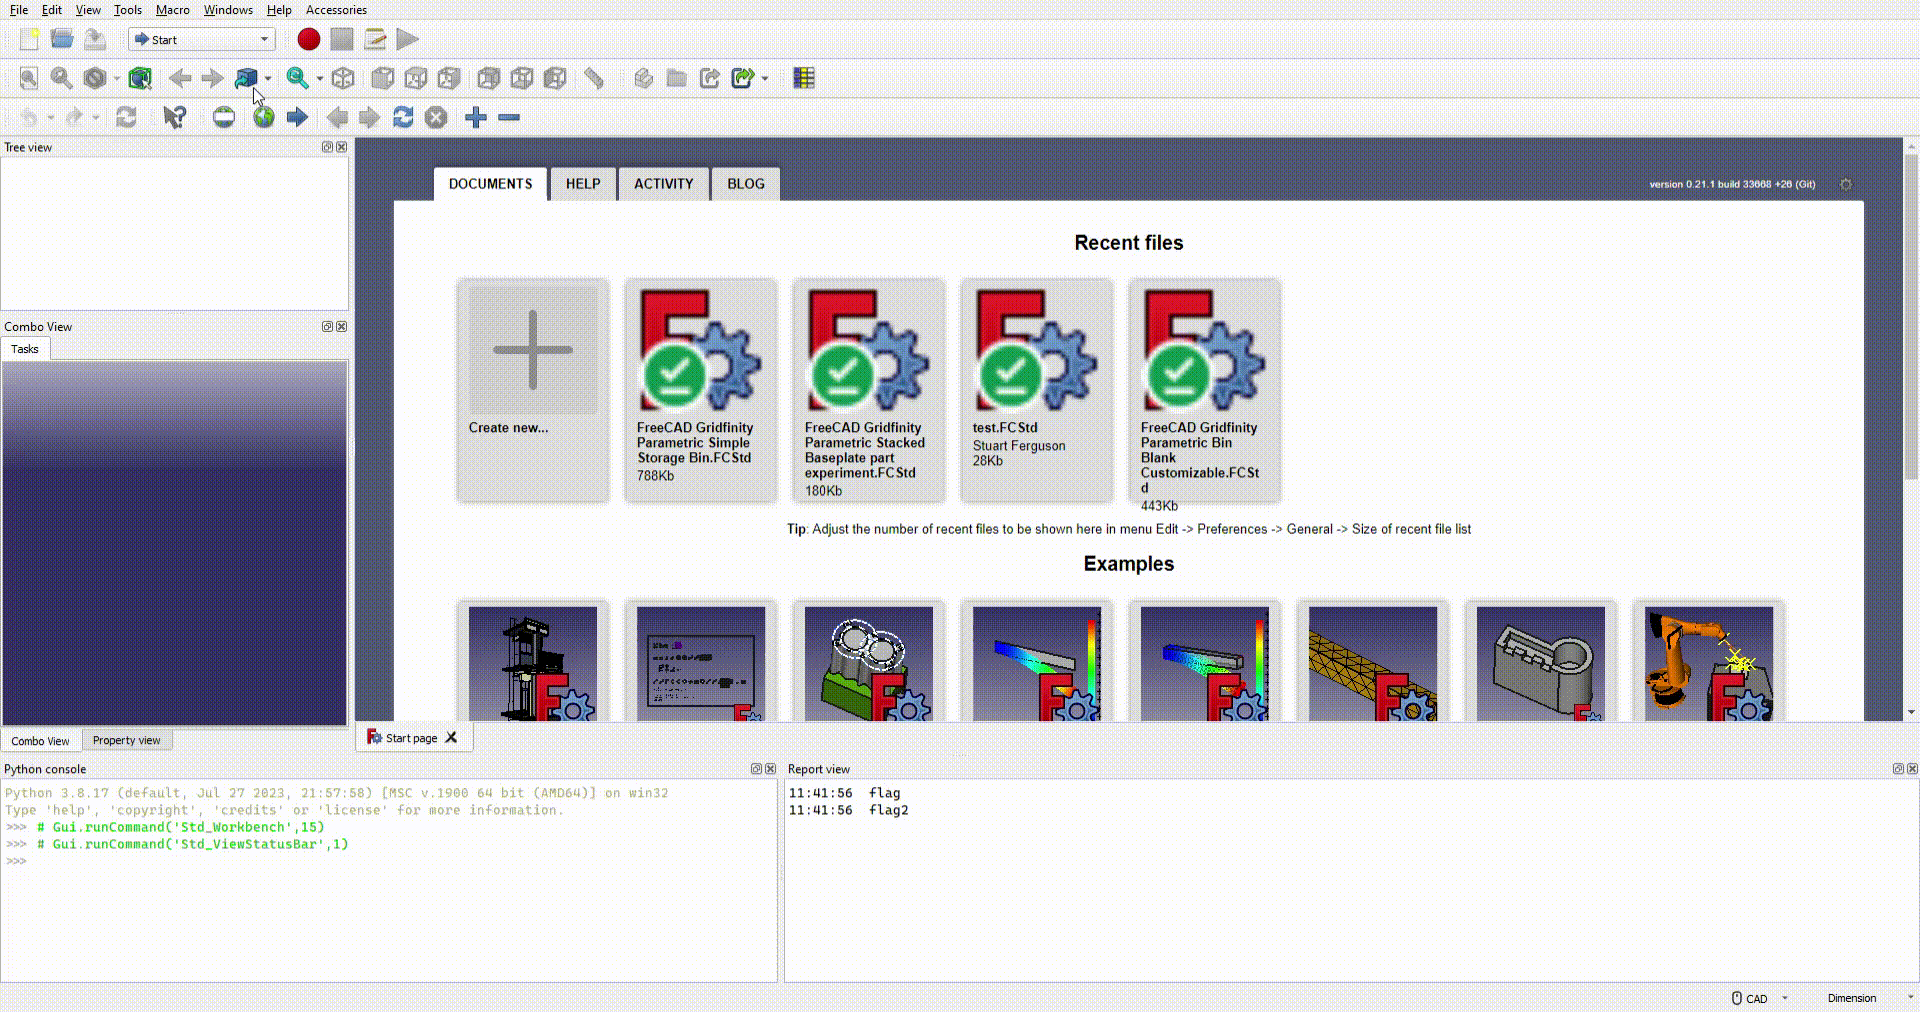 File Edit View Tools Macro Windows Help Accessories
Start
Tree view
DOCUMENTS HELP ACTIVITY BLOG
version 0.21.1 build 33668 +26 (Git)
Recent files
Create new...
FreeCAD Gridfinity
Parametric Simple
Storage Bin.FCStd
788Kb
FreeCAD Gridfinity
Parametric Stacked
Baseplate part
experiment.FCStd
180Kb
test.FCStd
Stuart Ferguson
28Kb
FreeCAD Gridfinity
Parametric Bin
Blank
Customizable.FCSt
d
443Kb
Tip: Adjust the number of recent files to be shown here in menu Edit -> Preferences -> General -> Size of recent file list
Examples
Combo View
Tasks
Combo View Property view
Start page
Python console
Python 3.8.17 (default, Jul 27 2023, 21:57:58) [MSC v.1900 64 bit (AMD64)] on win32
Type 'help', 'copyright', 'credits' or 'license' for more information.
>>> # Gui.runCommand('Std_Workbench',15)
>>> # Gui.runCommand('Std_ViewStatusBar',1)
>>>
Report view
11:41:56 flag
11:41:56 flag2
CAD Dimension